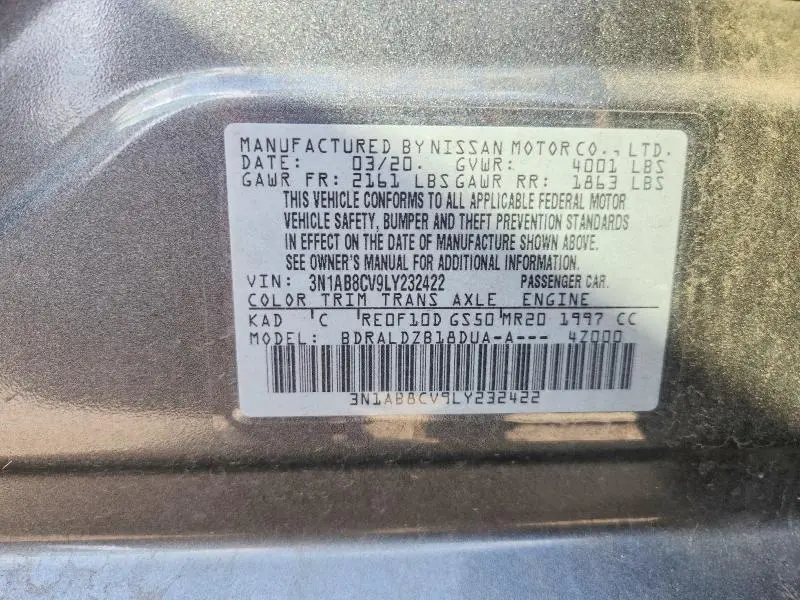 MANUFACTURED BY NISSAN MOTOR CO., LTD.
DATE: 03/20. GVWR: 4001 LBS
GAWR FR: 2161 LBS GAWR RR: 1863 LBS
THIS VEHICLE CONFORMS TO ALL APPLICABLE FEDERAL MOTOR
VEHICLE SAFETY, BUMPER AND THEFT PREVENTION STANDARDS
IN EFFECT ON THE DATE OF MANUFACTURE SHOWN ABOVE.
SEE OWNER'S MANUAL FOR ADDITIONAL INFORMATION.
VIN: 3N1AB8CV9LY232422 PASSENGER CAR.
COLOR TRIM TRANS AXLE ENGINE
KAD C RE0F10D GS50 MR20 1997 CC
MODEL: BDRALDZB18DUA-A--- 4Z000
3N1AB8CV9LY232422